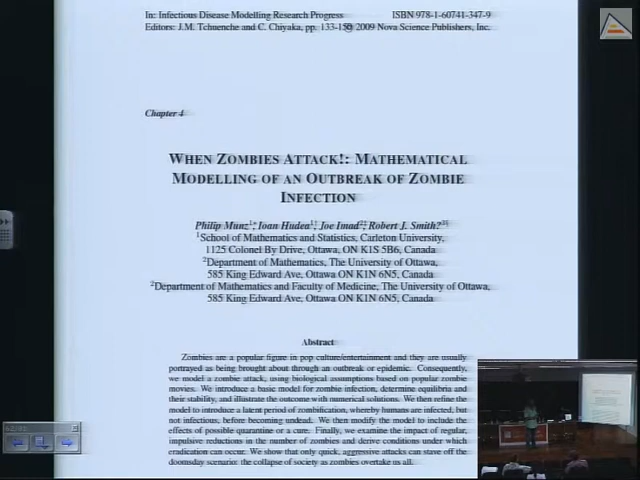 In: Infectious Disease Modelling Research Progress ISBN 978-1-60741-347-9
Editors: J.M. Tchuenche and C. Chiyaka, pp. 133-150 2009 Nova Science Publishers, Inc.
Chapter 4
WHEN ZOMBIES ATTACK!: MATHEMATICAL
MODELLING OF AN OUTBREAK OF ZOMBIE
INFECTION
Philip Munz, Ioan Hudea, Joe Imad, Robert J. Smith?
1School of Mathematics and Statistics, Carleton University,
1125 Colonel By Drive, Ottawa, ON K1S 5B6, Canada
2Department of Mathematics, The University of Ottawa,
585 King Edward Ave, Ottawa ON K1N 6N5, Canada
2Department of Mathematics and Faculty of Medicine, The University of Ottawa,
585 King Edward Ave, Ottawa ON K1N 6N5, Canada
Abstract
Zombies are a popular figure in pop culture/entertainment and they are usually
portrayed as being brought about through an outbreak or epidemic. Consequently,
we model a zombie attack, using biological assumptions based on popular zombie
movies. We introduce a basic model for zombie infection, determine equilibria and
their stability, and illustrate the outcome with numerical solutions. We then refine the
model to introduce a latent period of zombification, whereby humans are infected, but
not infectious, before becoming undead. We then modify the model to include the
effects of possible quarantine or a cure. Finally, we examine the impact of regular,
impulsive reductions in the number of zombies and derive conditions under which
eradication can occur. We show that only quick, aggressive attacks can stave off the
doomsday scenario: the collapse of society as zombies overtake us all.